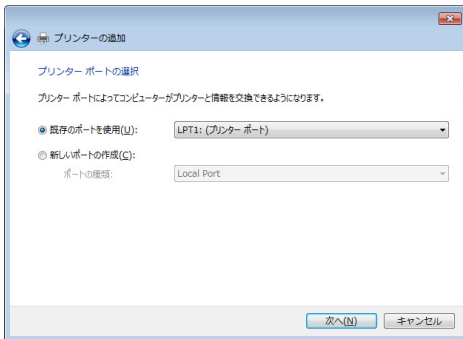 プリンターの追加
プリンター ポートの選択
プリンター ポートによってコンピューターがプリンターと情報を交換できるようになります。
既存のポートを使用(U): LPT1: (プリンター ポート)
新しいポートの作成(C):
ポートの種類: Local Port
次へ(N) キャンセル